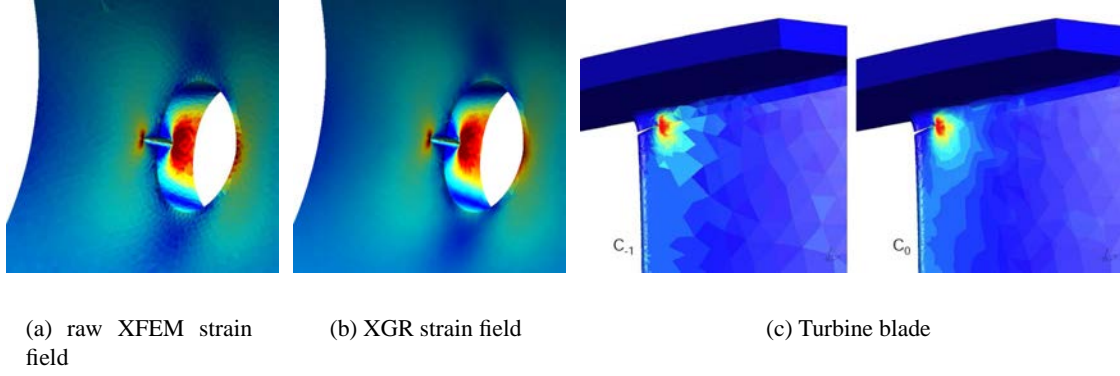 C-1
C0
(a) raw XFEM strain
field
(b) XGR strain field
(c) Turbine blade